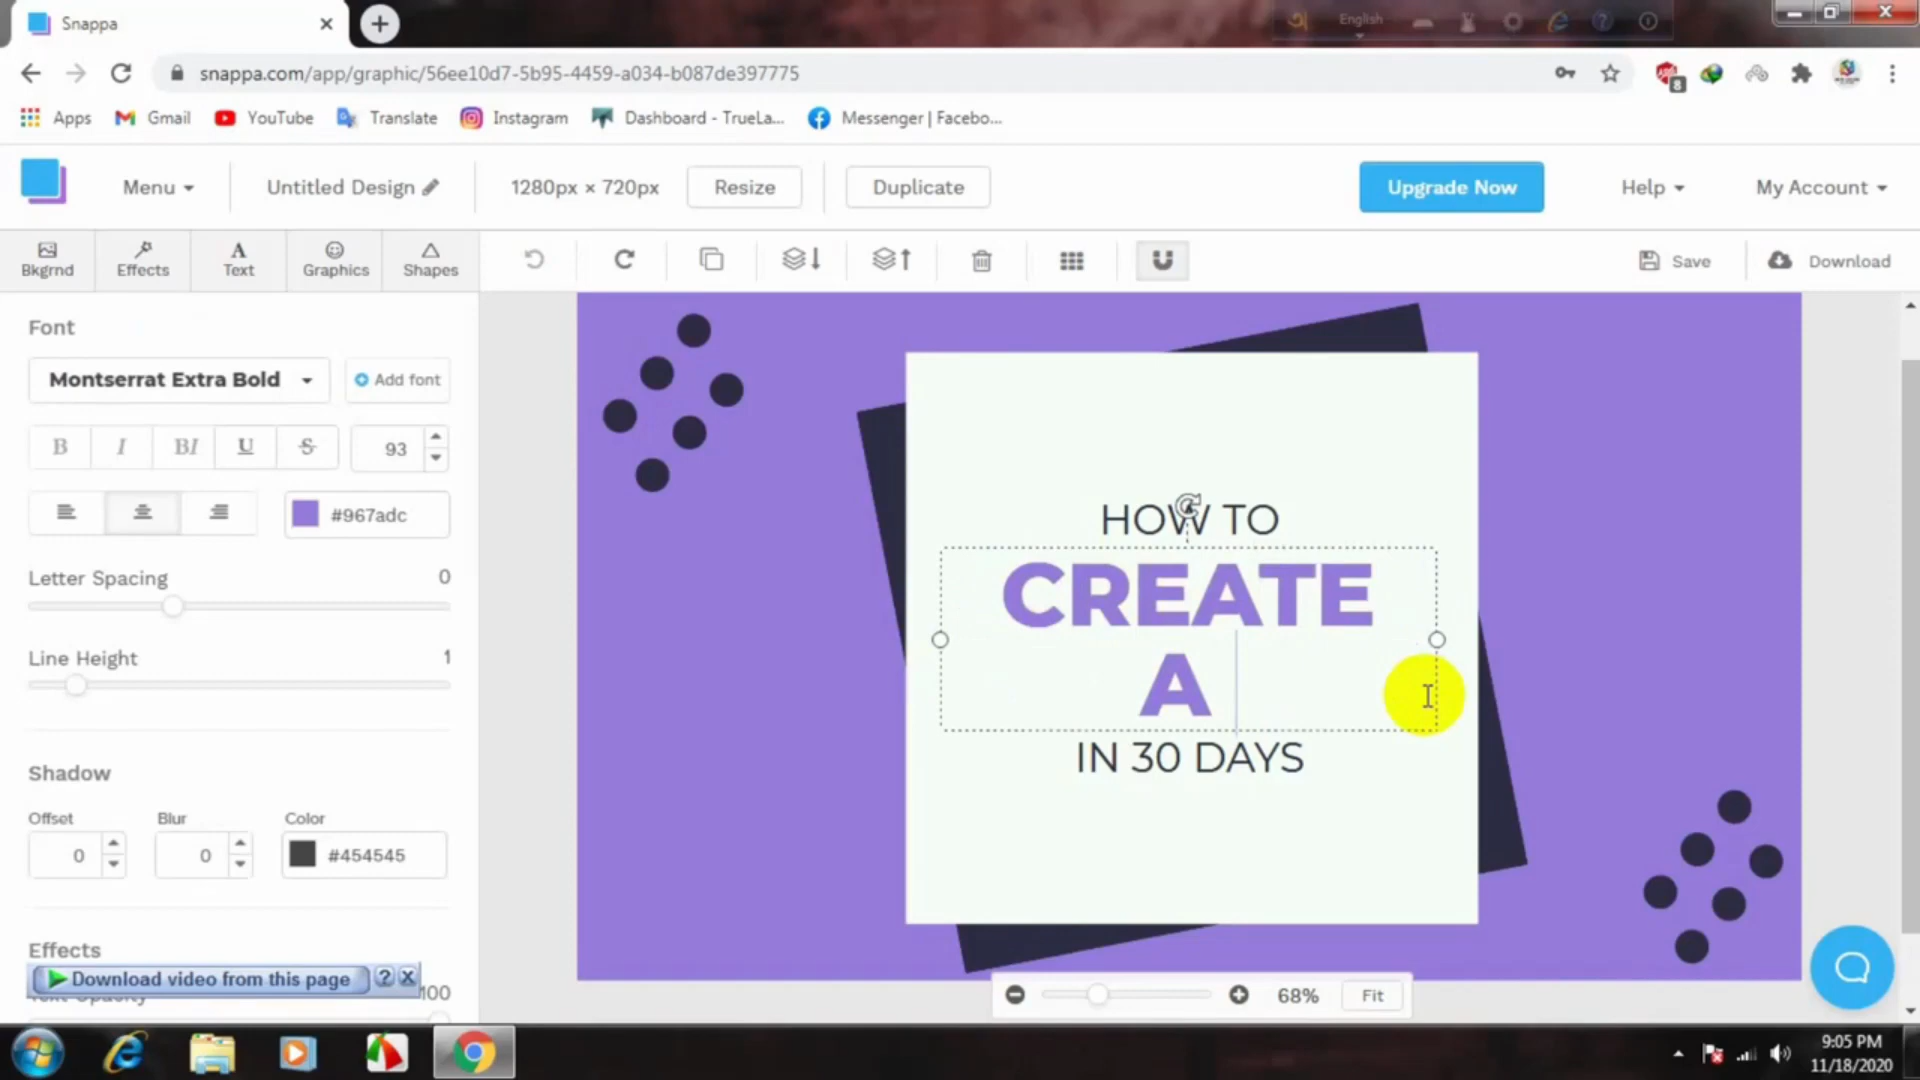 Snappa
English
snappa.com/app/graphic/56ee10d7-5b95-4459-a034-b087de397775
8
Apps
Gmail
YouTube
Translate
Instagram
Dashboard - TrueLa...
Messenger | Facebo...
Menu
Untitled Design
1280px × 720px
Resize
Duplicate
Upgrade Now
Help
My Account
Bkgrnd
Effects
Text
Graphics
Shapes
Save
Download
Font
Montserrat Extra Bold
Add font
B
I
BI
U
S
93
#967adc
Letter Spacing
0
Line Height
1
Shadow
Offset
Blur
Color
0
0
#454545
Effects
Download video from this page
Text Opacity
100
HOW TO
CREATE
A
IN 30 DAYS
68%
Fit
9:05 PM
11/18/2020